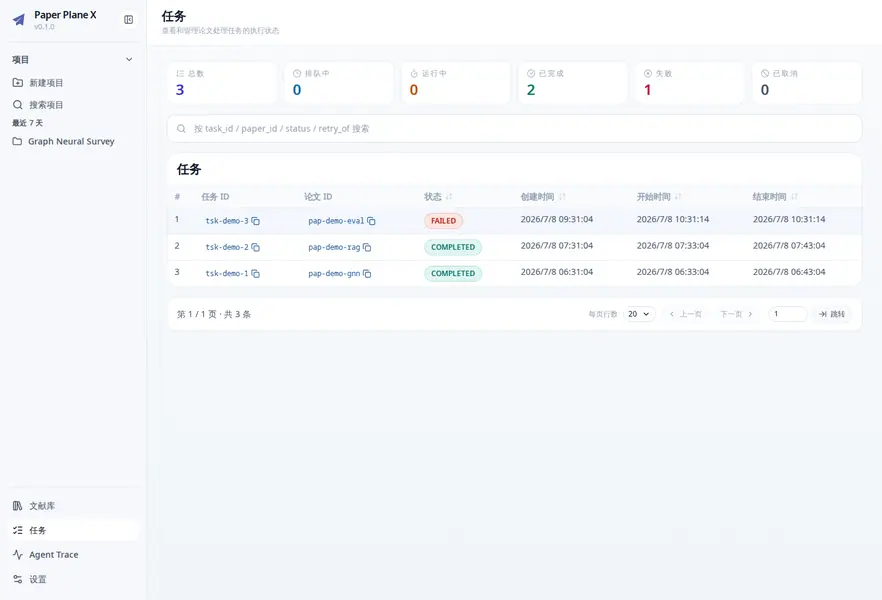 Paper Plane X
v0.1.0
项目
新建项目
搜索项目
最近 7 天
Graph Neural Survey
文献库
任务
Agent Trace
设置
任务
查看和管理论文处理任务的执行状态
总数
3
排队中
0
运行中
0
已完成
2
失败
1
已取消
0
按 task_id / paper_id / status / retry_of 搜索
任务
# 任务 ID 论文 ID 状态 创建时间 开始时间 结束时间
1 tsk-demo-3 pap-demo-eval FAILED 2026/7/8 09:31:04 2026/7/8 10:31:14 2026/7/8 10:31:14
2 tsk-demo-2 pap-demo-rag COMPLETED 2026/7/8 07:31:04 2026/7/8 07:33:04 2026/7/8 07:43:04
3 tsk-demo-1 pap-demo-gnn COMPLETED 2026/7/8 06:31:04 2026/7/8 06:33:04 2026/7/8 06:43:04
第 1 / 1 页 · 共 3 条 每页行数 20 上一页 下一页 1 跳转